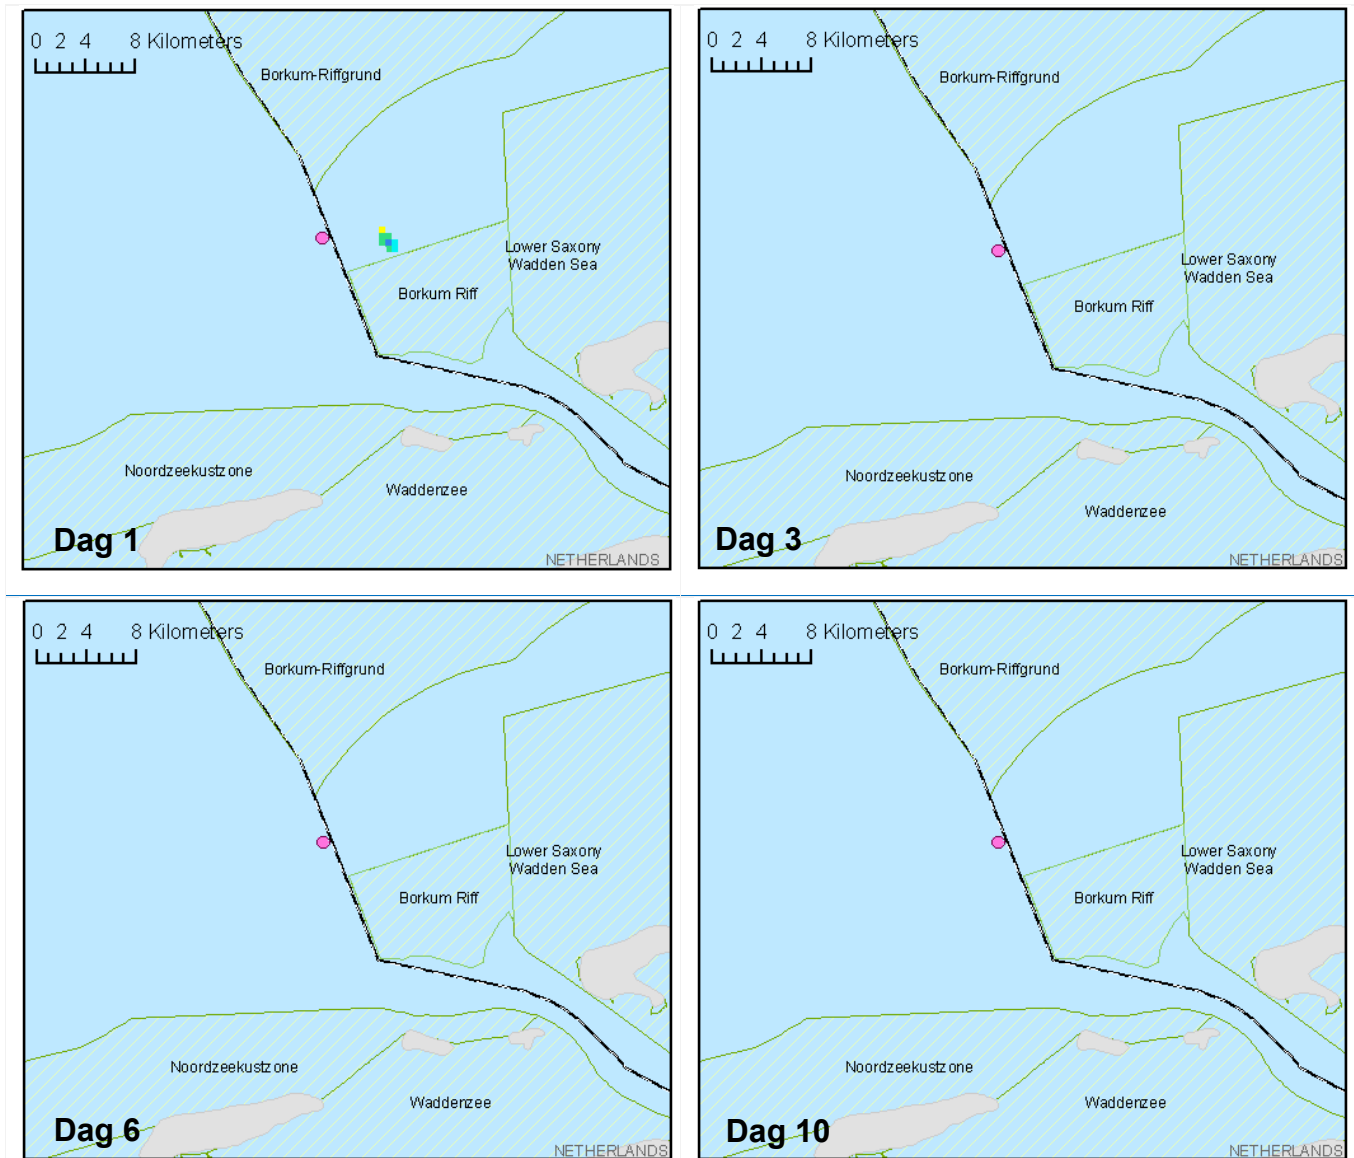 0 2 4 8 Kilometers
Borkum-Riffgrund
Lower Saxony
Wadden Sea
Borkum Riff
Noordzeekustzone
Waddenzee
Dag 1
NETHERLANDS
0 2 4 8 Kilometers
Borkum-Riffgrund
Lower Saxony
Wadden Sea
Borkum Riff
Noordzeekustzone
Waddenzee
Dag 3
NETHERLANDS
0 2 4 8 Kilometers
Borkum-Riffgrund
Lower Saxony
Wadden Sea
Borkum Riff
Noordzeekustzone
Waddenzee
Dag 6
NETHERLANDS
0 2 4 8 Kilometers
Borkum-Riffgrund
Lower Saxony
Wadden Sea
Borkum Riff
Noordzeekustzone
Waddenzee
Dag 10
NETHERLANDS